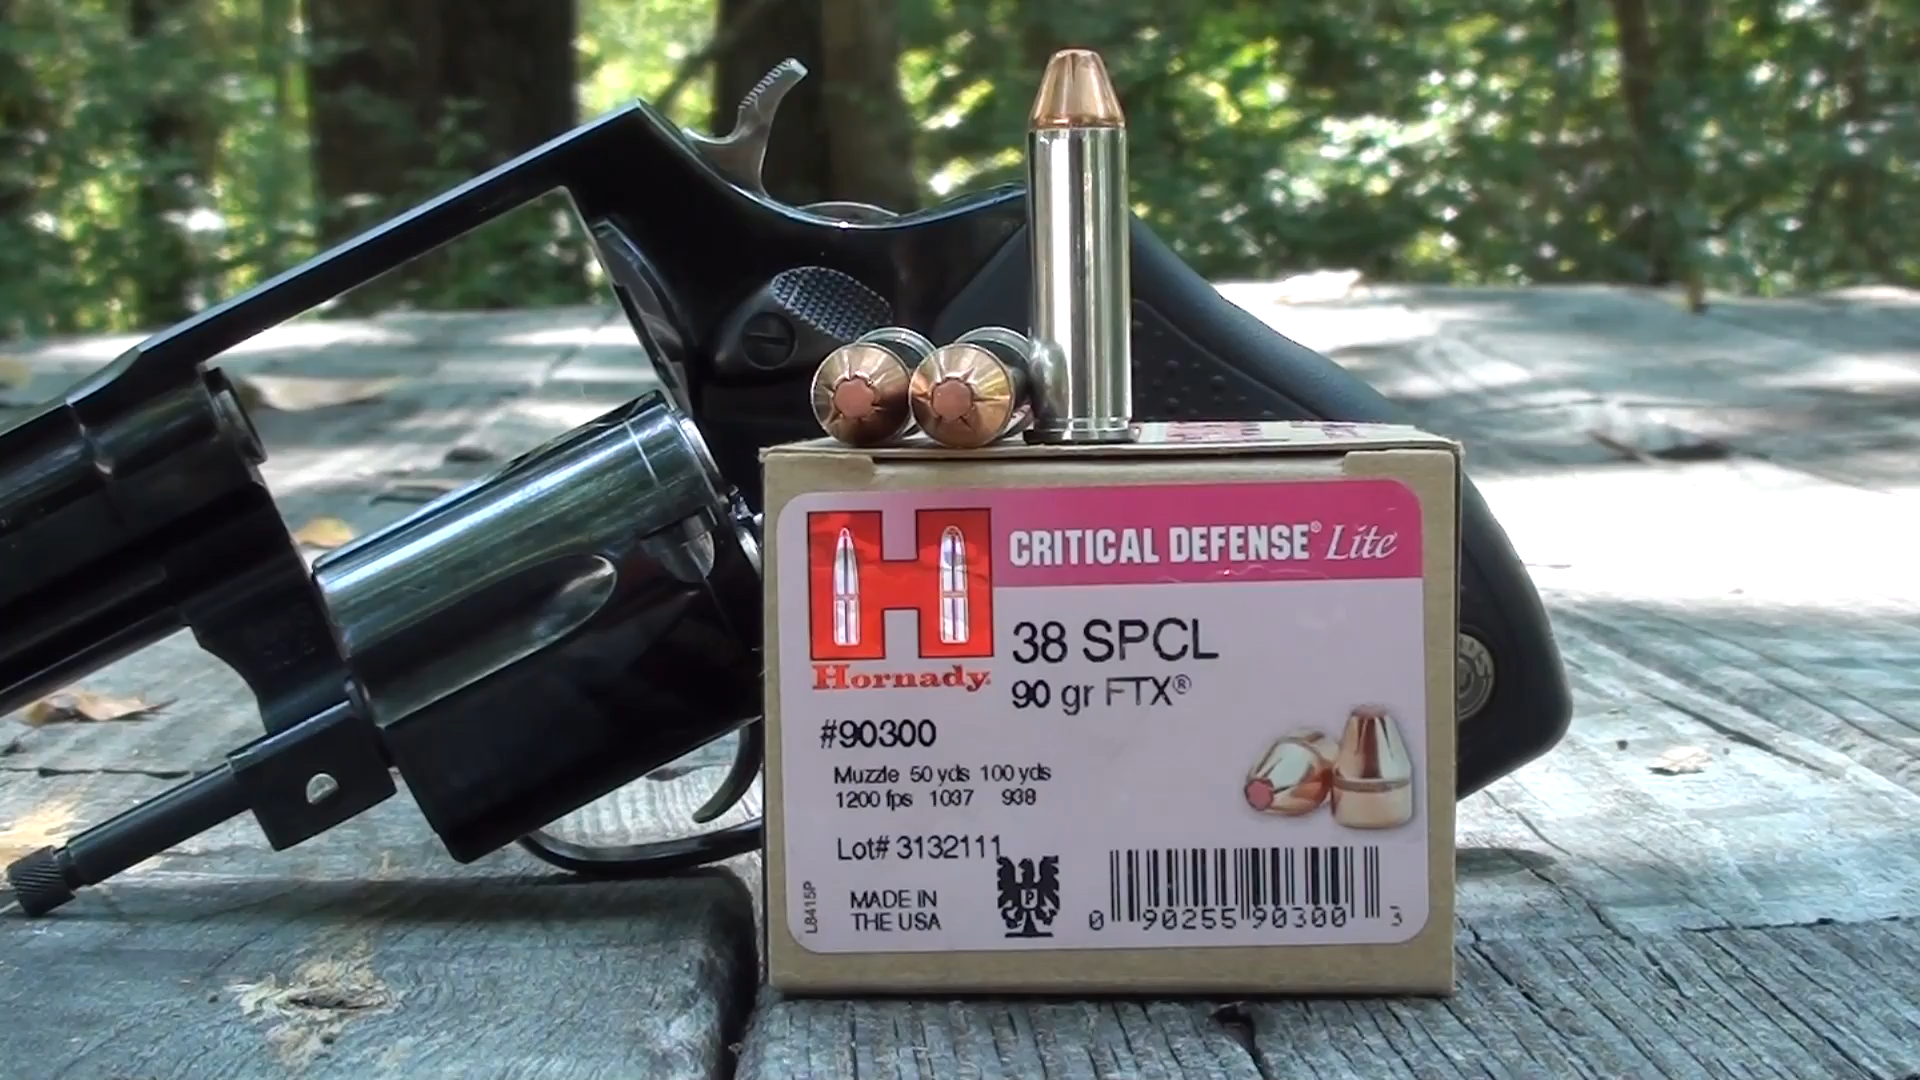 CRITICAL DEFENSE® Lite
Hornady
38 SPCL
90 gr FTX®
#90300
Muzzle 50 yds 100 yds
1200 fps 1037 938
Lot# 3132111
L8415P
MADE IN
THE USA
P
0 90255 90300 3